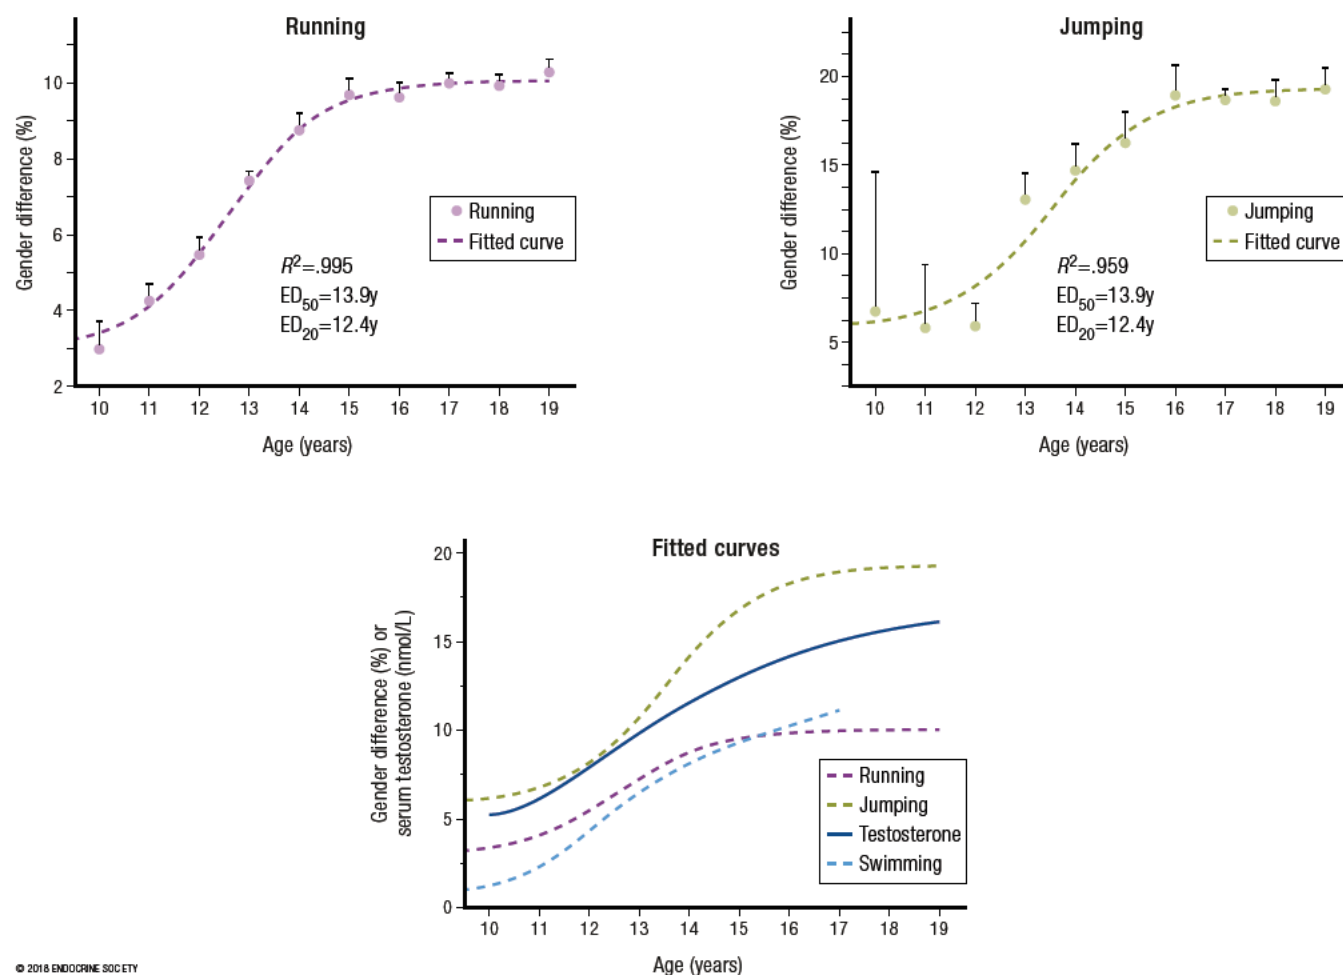 Running
Gender difference (%)
10
8
6
4
2
Running
Fitted curve
R²=.995
ED50=13.9y
ED20=12.4y
10 11 12 13 14 15 16 17 18 19
Age (years)
Jumping
Gender difference (%)
20
15
10
5
Jumping
Fitted curve
R²=.959
ED50=13.9y
ED20=12.4y
10 11 12 13 14 15 16 17 18 19
Age (years)
Fitted curves
Gender difference (%) or
serum testosterone (nmol/L)
20
15
10
5
0
Running
Jumping
Testosterone
Swimming
10 11 12 13 14 15 16 17 18 19
Age (years)
© 2018 ENDOCRINE SOCIETY